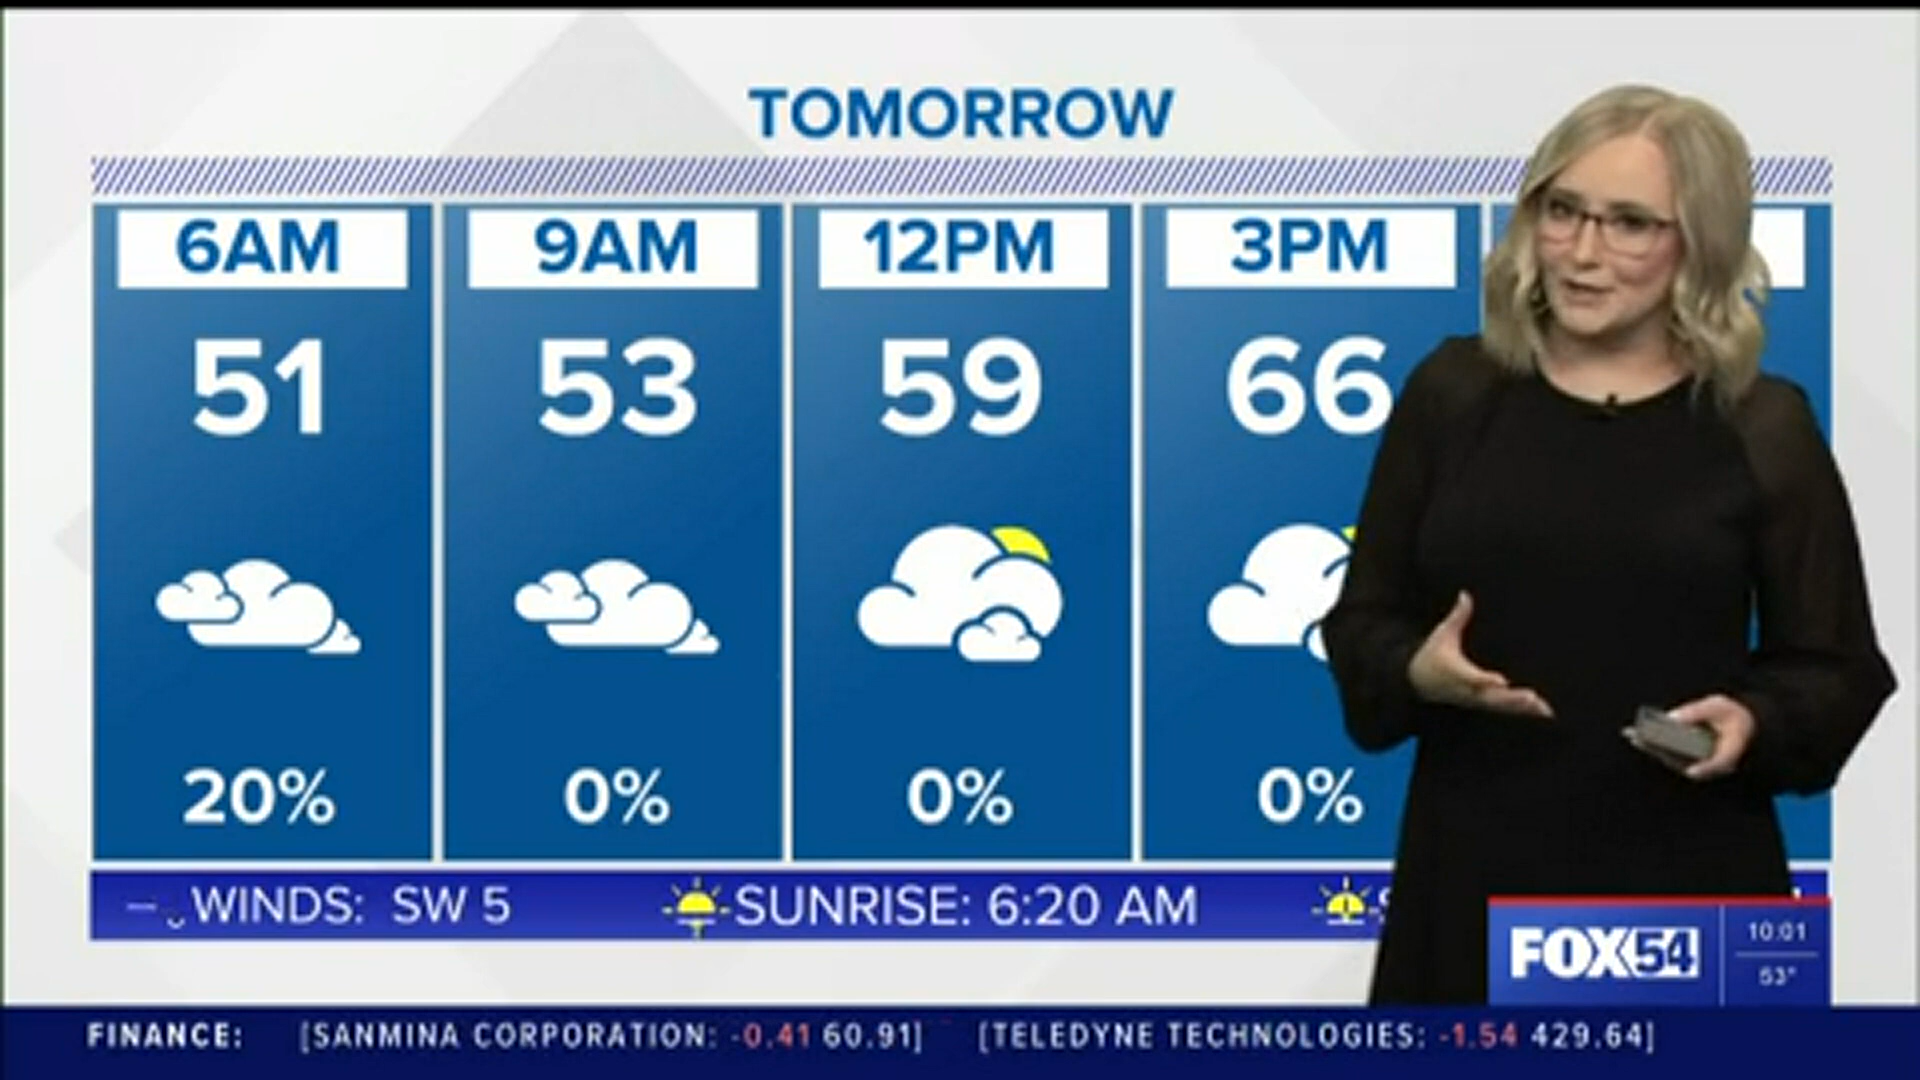 TOMORROW
6AM 9AM 12PM 3PM
51 53 59 66
20% 0% 0% 0%
WINDS: SW 5 SUNRISE: 6:20 AM
FOX54 10:01
53°
FINANCE: [SANMINA CORPORATION: -0.41 60.91] [TELEDYNE TECHNOLOGIES: -1.54 429.64]